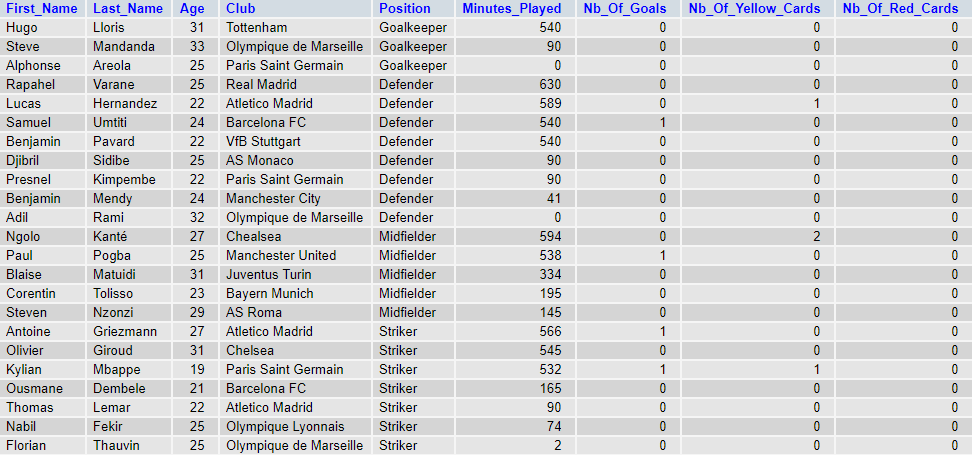 First_Name Last_Name Age Club Position Minutes_Played Nb_Of_Goals Nb_Of_Yellow_Cards Nb_Of_Red_Cards
Hugo Lloris 31 Tottenham Goalkeeper 540 0 0 0
Steve Mandanda 33 Olympique de Marseille Goalkeeper 90 0 0 0
Alphonse Areola 25 Paris Saint Germain Goalkeeper 0 0 0 0
Rapahel Varane 25 Real Madrid Defender 630 0 0 0
Lucas Hernandez 22 Atletico Madrid Defender 589 0 1 0
Samuel Umtiti 24 Barcelona FC Defender 540 1 0 0
Benjamin Pavard 22 VfB Stuttgart Defender 540 0 0 0
Djibril Sidibe 25 AS Monaco Defender 90 0 0 0
Presnel Kimpembe 22 Paris Saint Germain Defender 90 0 0 0
Benjamin Mendy 24 Manchester City Defender 41 0 0 0
Adil Rami 32 Olympique de Marseille Defender 0 0 0 0
Ngolo Kanté 27 Chealsea Midfielder 594 0 2 0
Paul Pogba 25 Manchester United Midfielder 538 1 0 0
Blaise Matuidi 31 Juventus Turin Midfielder 334 0 0 0
Corentin Tolisso 23 Bayern Munich Midfielder 195 0 0 0
Steven Nzonzi 29 AS Roma Midfielder 145 0 0 0
Antoine Griezmann 27 Atletico Madrid Striker 566 1 0 0
Olivier Giroud 31 Chelsea Striker 545 0 0 0
Kylian Mbappe 19 Paris Saint Germain Striker 532 1 1 0
Ousmane Dembele 21 Barcelona FC Striker 165 0 0 0
Thomas Lemar 22 Atletico Madrid Striker 90 0 0 0
Nabil Fekir 25 Olympique Lyonnais Striker 74 0 0 0
Florian Thauvin 25 Olympique de Marseille Striker 2 0 0 0